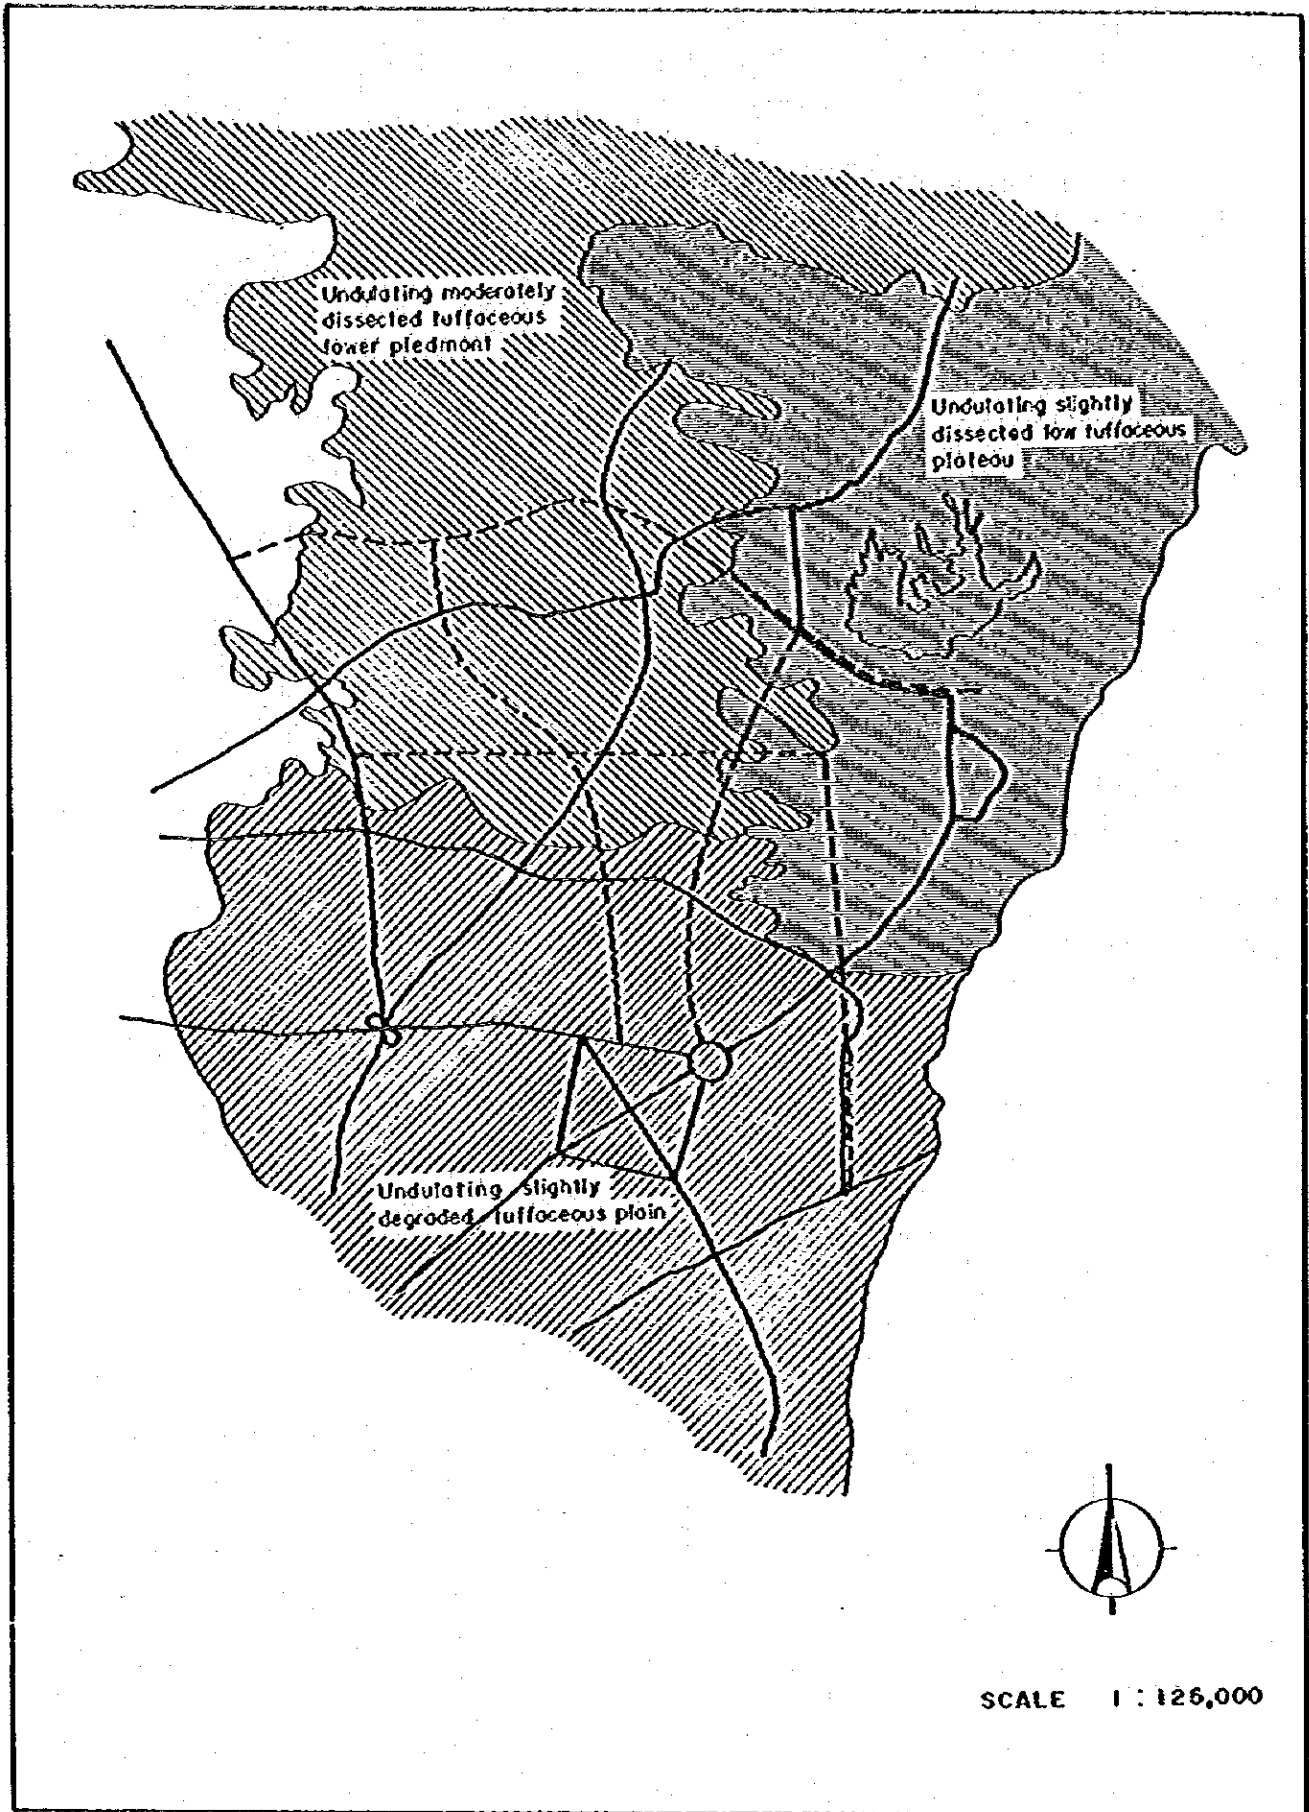 Undulating moderately
dissected tuffaceous
lower piedmont
Undulating slightly
dissected low tuffaceous
plateau
Undulating slightly
degraded tuffaceous plain
SCALE 1 : 125,000